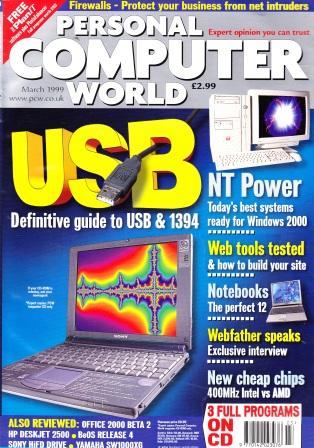 Firewalls - Protect your business from net intruders
FREE
PERSONAL
Expert opinion you can trust
COMPUTER
March 1999
www.pcw.co.uk
WORLD
£2.99
USB
Definitive guide to USB & 1394
NT Power
Today's best systems
ready for Windows 2000
Web tools tested
& how to build your site
Notebooks
The perfect 12
Webfather speaks
Exclusive interview
New cheap chips
400MHz Intel vs AMD
SONY
3 FULL PROGRAMS
ON
CD
ALSO REVIEWED: OFFICE 2000 BETA 2
HP DESKJET 2500 • BeOS RELEASE 4
SONY HiFD DRIVE • YAMAHA SW1000XG